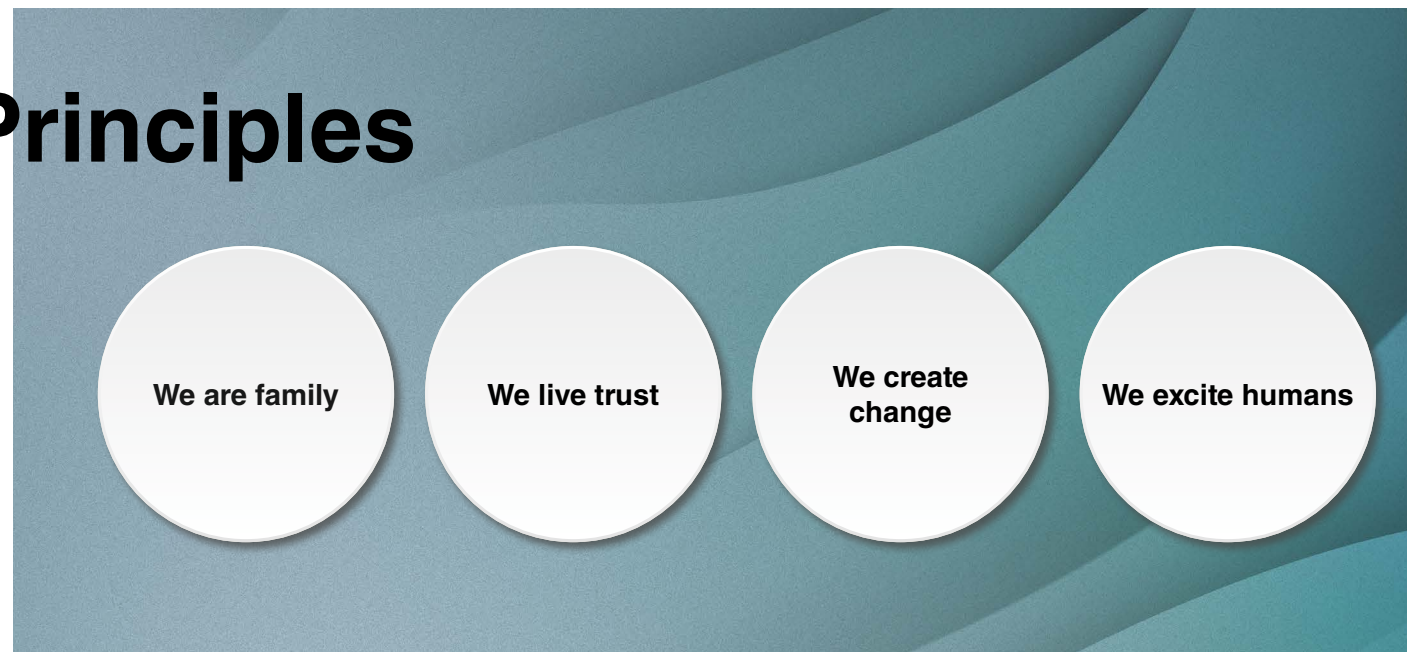 Principles
We are family
We live trust
We create
change
We excite humans